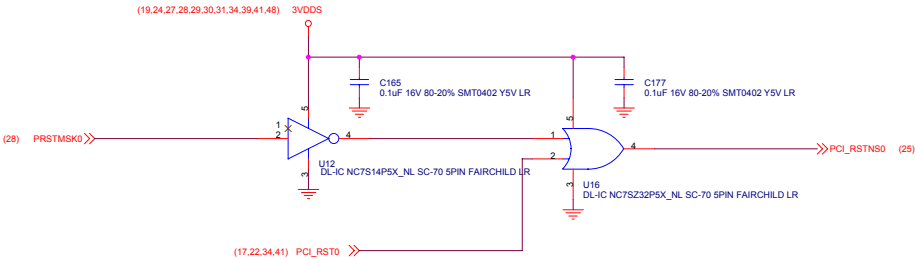 (19,24,27,28,29,30,31,34,39,41,48) 3VDDS
C165
0.1uF 16V 80-20% SMT0402 Y5V LR
C177
0.1uF 16V 80-20% SMT0402 Y5V LR
5
5
1
2
4
3
(28) PRSTMSK0
U12
DL-IC NC7S14P5X_NL SC-70 5PIN FAIRCHILD LR
1
2
4
3
PCI_RSTNS0 (25)
U16
DL-IC NC7SZ32P5X_NL SC-70 5PIN FAIRCHILD LR
(17,22,34,41) PCI_RST0